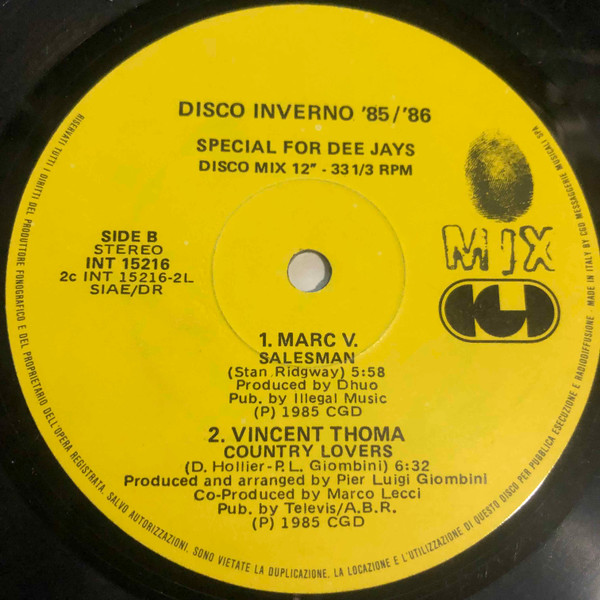 DISCO INVERNO '85/'86
SPECIAL FOR DEE JAYS
DISCO MIX 12" - 33 1/3 RPM
SIDE B
STEREO
INT 15216
2c INT 15216-2L
SIAE/DR
MIX
CGD
1. MARC V.
SALESMAN
(Stan Ridgway) 5:58
Produced by Dhuo
Pub. by Illegal Music
(P) 1985 CGD
2. VINCENT THOMA
COUNTRY LOVERS
(D. Hollier-P.L. Giombini) 6:32
Produced and arranged by Pier Luigi Giombini
Co-Produced by Marco Lecci
Pub. by Televis/A.B.R.
(P) 1985 CGD
RISERVATI TUTTI I DIRITTI DEL PRODUTTORE FONOGRAFICO E DEL PROPRIETARIO DELL'OPERA REGISTRATA. SALVO AUTORIZZAZIONI, SONO VIETATE LA DUPLICAZIONE, LA LOCAZIONE E L'UTILIZZAZIONE DI QUESTO DISCO PER PUBBLICA ESECUZIONE E RADIODIFFUSIONE - MADE IN ITALY BY CGD MESSAGGERIE MUSICALI SPA